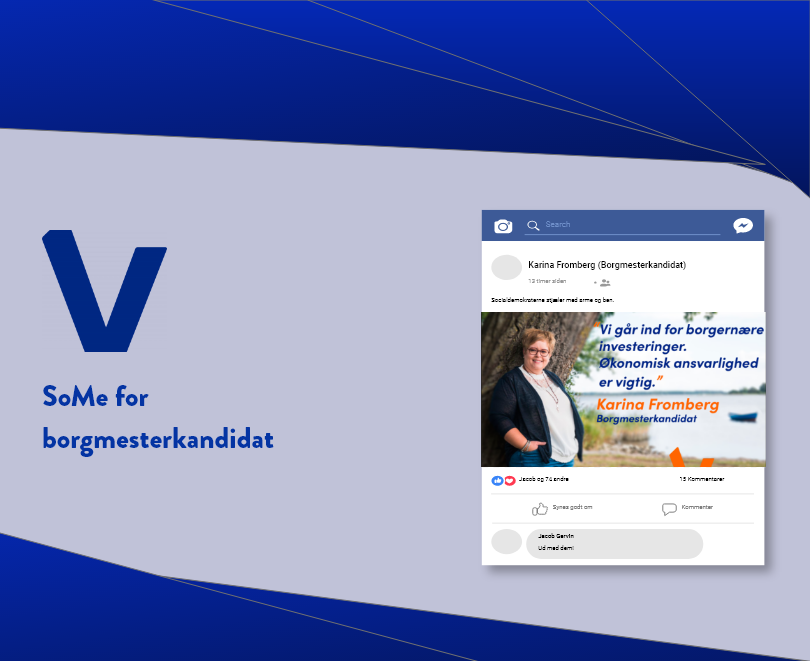 V
SoMe for
borgmesterkandidat
Search
Karina Fromberg (Borgmesterkandidat)
13 timer siden
Socialdemokraterne stjæler med arme og ben.
"Vi går ind for borgernære
investeringer.
Økonomisk ansvarlighed
er vigtig."
Karina Fromberg
Borgmesterkandidat
Jacob og 74 andre
15 Kommentarer
Synes godt om
Kommentar
Jacob Gervin
Ud med dem!